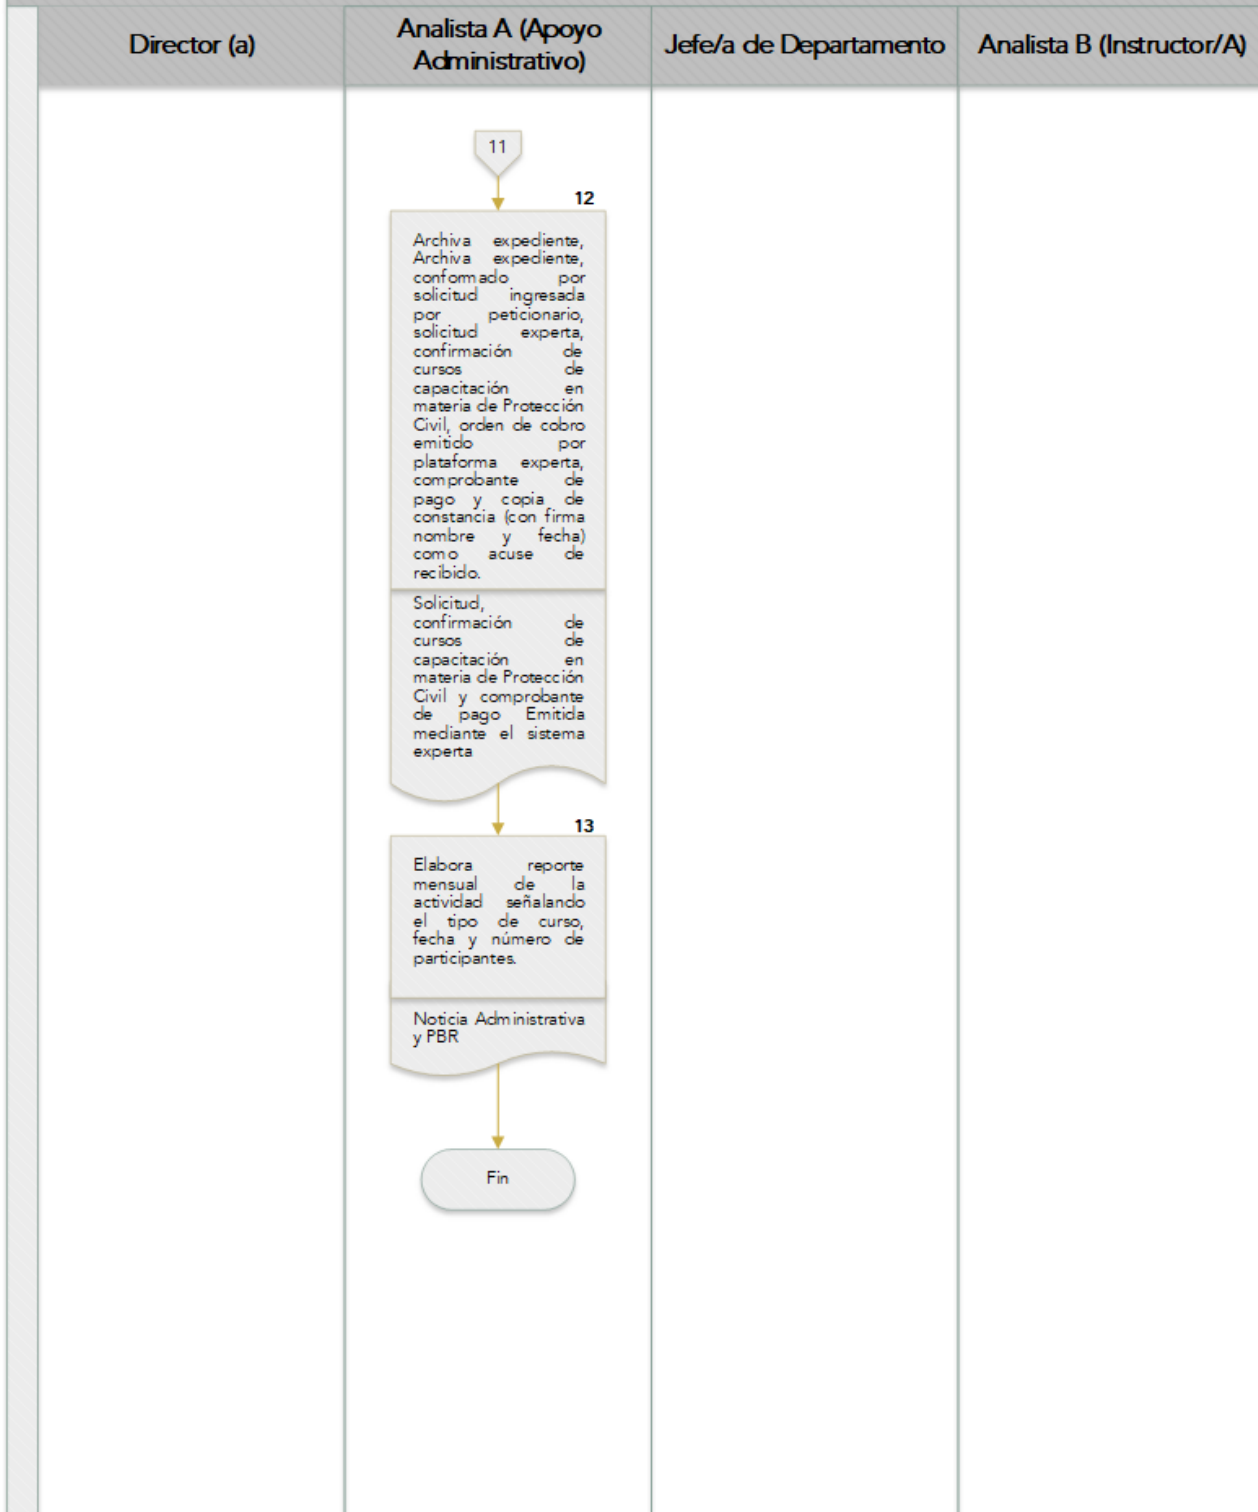 Director (a)
Analista A (Apoyo
Administrativo)
Jefe/a de Departamento
Analista B (Instructor/A)
11
12
Archiva expediente,
Archiva expediente,
conformado por
solicitud ingresada
por peticionario,
solicitud experta,
confirmación de
cursos de
capacitación en
materia de Protección
Civil, orden de cobro
emitido por
plataforma experta,
comprobante de
pago y copia de
constancia (con firma
nombre y fecha)
como acuse de
recibido.
Solicitud,
confirmación de
cursos de
capacitación en
materia de Protección
Civil y comprobante
de pago Emitida
mediante el sistema
experta
13
Elabora reporte
mensual de la
actividad señalando
el tipo de curso,
fecha y número de
participantes.
Noticia Administrativa
y PBR
Fin